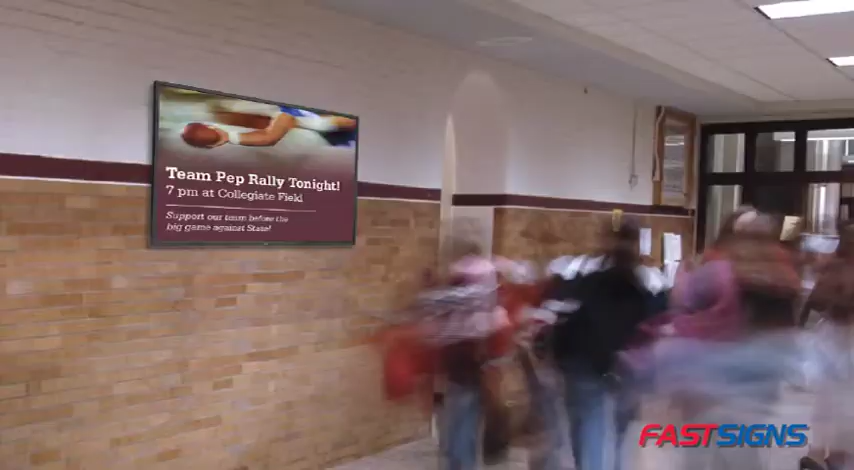 Team Pep Rally Tonight!
7 pm at Collegiate Field
Support our team before the
big game against State!
FASTSIGNS